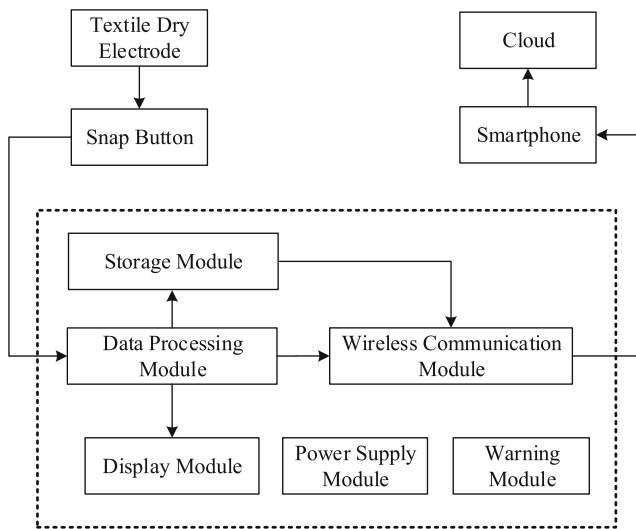 Textile Dry
Electrode
Cloud
Snap Button
Smartphone
Storage Module
Data Processing
Module
Wireless Communication
Module
Display Module
Power Supply
Module
Warning
Module